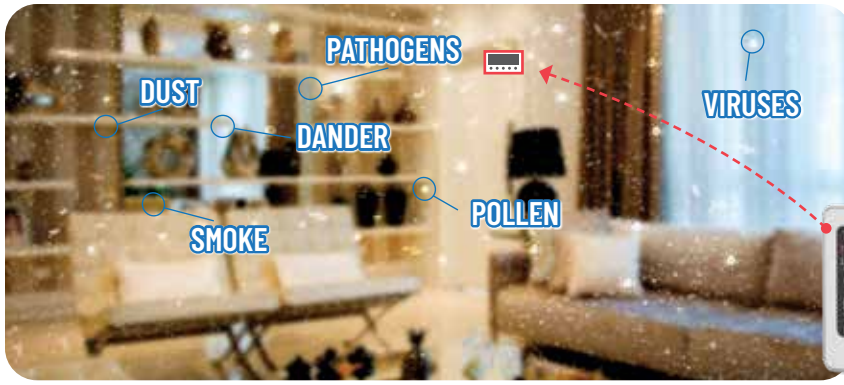 PATHOGENS
DUST
VIRUSES
DANDER
POLLEN
SMOKE